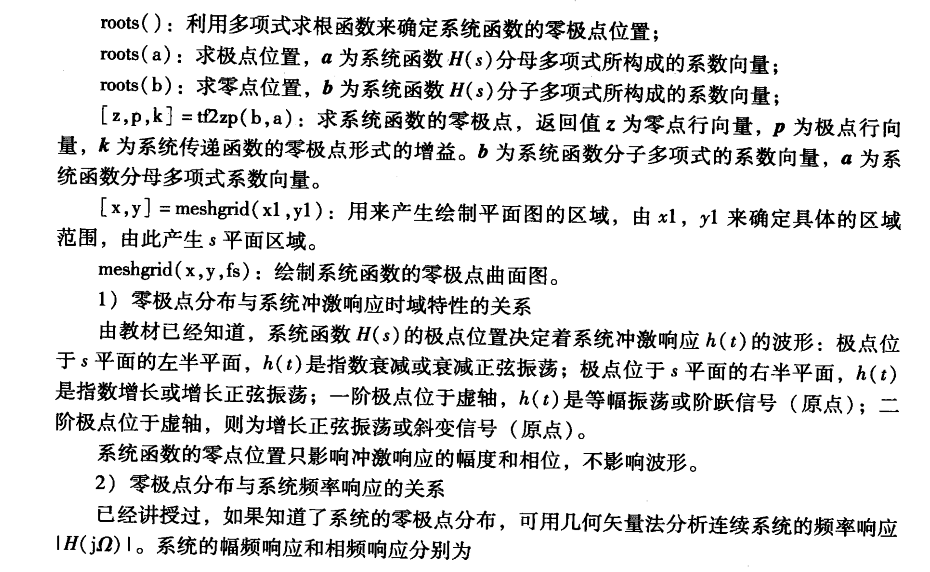 roots( )：利用多项式求根函数来确定系统函数的零极点位置；
roots(a)：求极点位置，a 为系统函数 H(s)分母多项式所构成的系数向量；
roots(b)：求零点位置，b 为系统函数 H(s)分子多项式所构成的系数向量；
[z,p,k] = tf2zp(b,a)：求系统函数的零极点，返回值 z 为零点行向量，p 为极点行向
量，k 为系统传递函数的零极点形式的增益。b 为系统函数分子多项式的系数向量，a 为系
统函数分母多项式系数向量。
[x,y] = meshgrid(x1,y1)：用来产生绘制平面图的区域，由 x1，y1 来确定具体的区域
范围，由此产生 s 平面区域。
meshgrid(x,y,fs)：绘制系统函数的零极点曲面图。
1）零极点分布与系统冲激响应时域特性的关系
由教材已经知道，系统函数 H(s)的极点位置决定着系统冲激响应 h(t)的波形：极点位
于 s 平面的左半平面，h(t)是指数衰减或衰减正弦振荡；极点位于 s 平面的右半平面，h(t)
是指数增长或增长正弦振荡；一阶极点位于虚轴，h(t)是等幅振荡或阶跃信号（原点）；二
阶极点位于虚轴，则为增长正弦振荡或斜变信号（原点）。
系统函数的零点位置只影响冲激响应的幅度和相位，不影响波形。
2）零极点分布与系统频率响应的关系
已经讲授过，如果知道了系统的零极点分布，可用几何矢量法分析连续系统的频率响应
|H(jΩ)|。系统的幅频响应和相频响应分别为